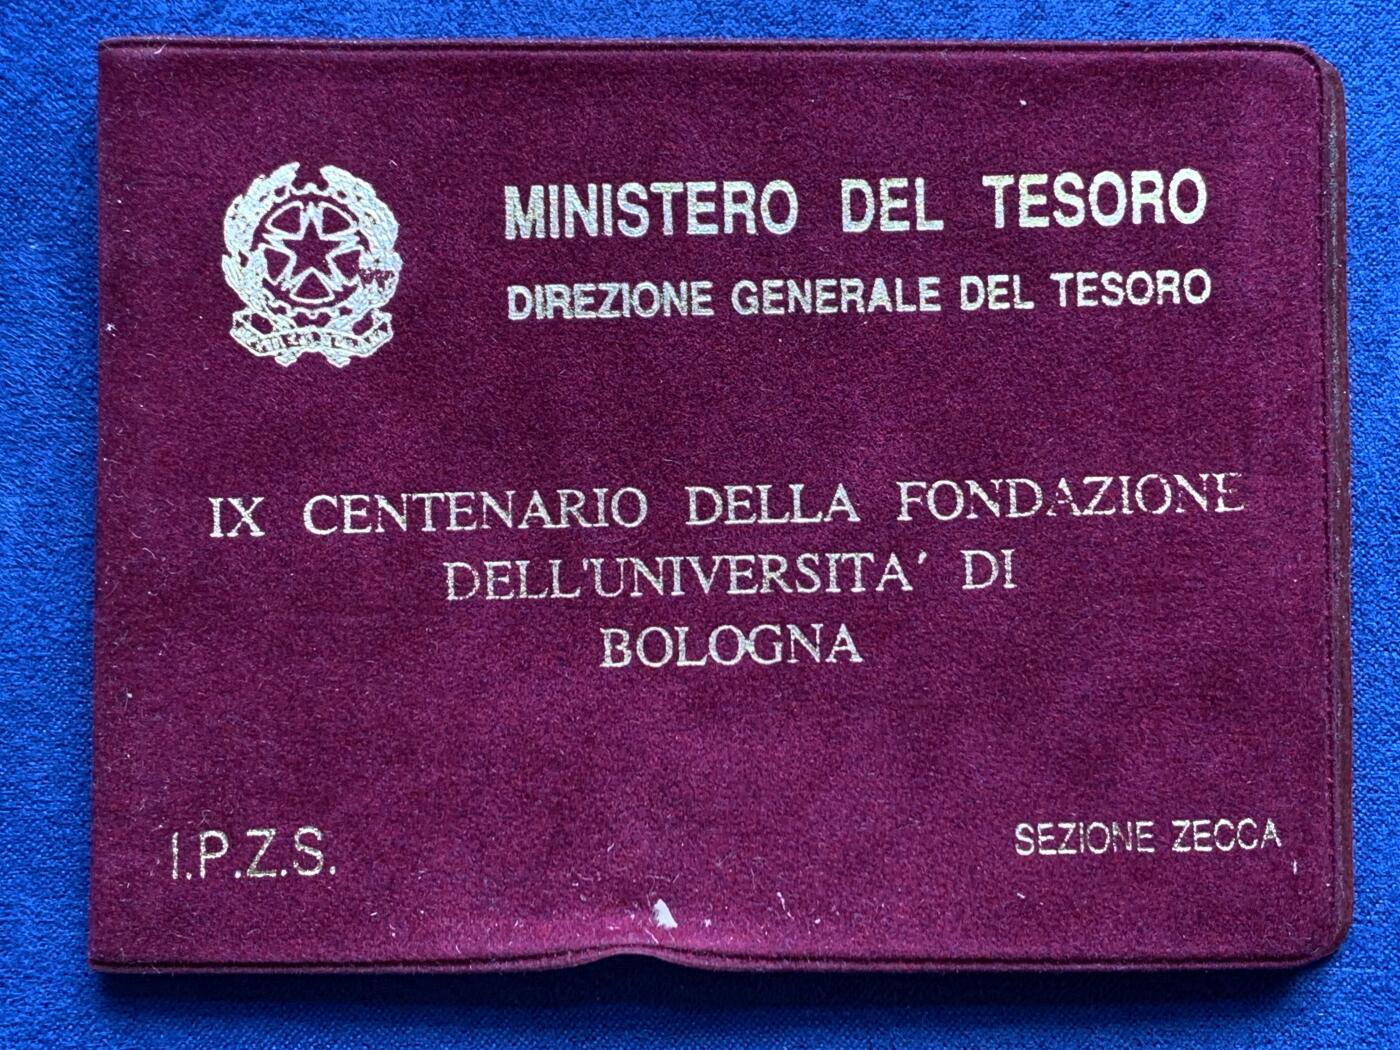 MINISTERO DEL TESORO
DIREZIONE GENERALE DEL TESORO
IX CENTENARIO DELLA FONDAZIONE
DELL'UNIVERSITA' DI
BOLOGNA
I.P.Z.S.
SEZIONE ZECCA